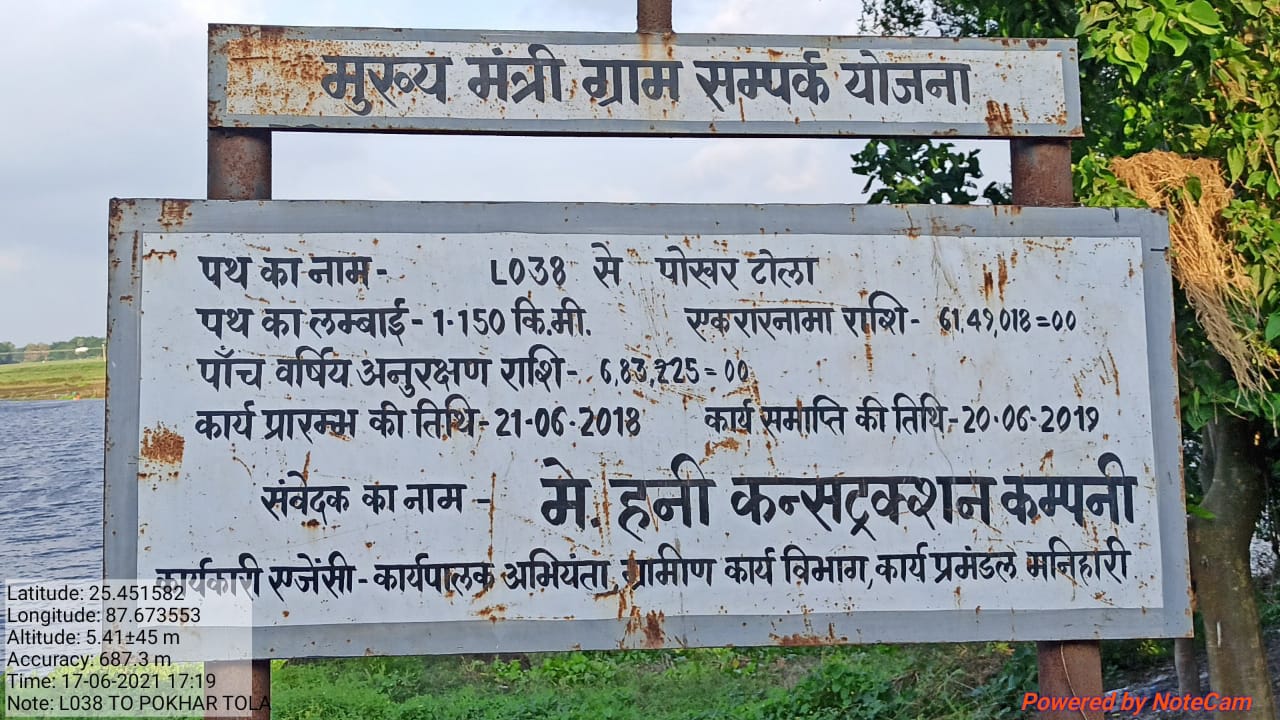 मुख्य मंत्री ग्राम सम्पर्क योजना
पथ का नाम - L038 से पोखर टोला
पथ का लम्बाई - 1.150 कि.मी. एकरारनामा राशि - 61,49,018=00
पाँच वर्षिय अनुरक्षण राशि - 6,83,225=00
कार्य प्रारम्भ की तिथि - 21.06.2018 कार्य समाप्ति की तिथि - 20.06.2019
संवेदक का नाम - मे. हनी कन्सट्रक्शन कम्पनी
कार्यकारी एजेंसी - कार्यपालक अभियंता, ग्रामीण कार्य विभाग, कार्य प्रमंडल मनिहारी
Latitude: 25.451582
Longitude: 87.673553
Altitude: 5.41±45 m
Accuracy: 687.3 m
Time: 17-06-2021 17:19
Note: L038 TO POKHAR TOLA
Powered by NoteCam